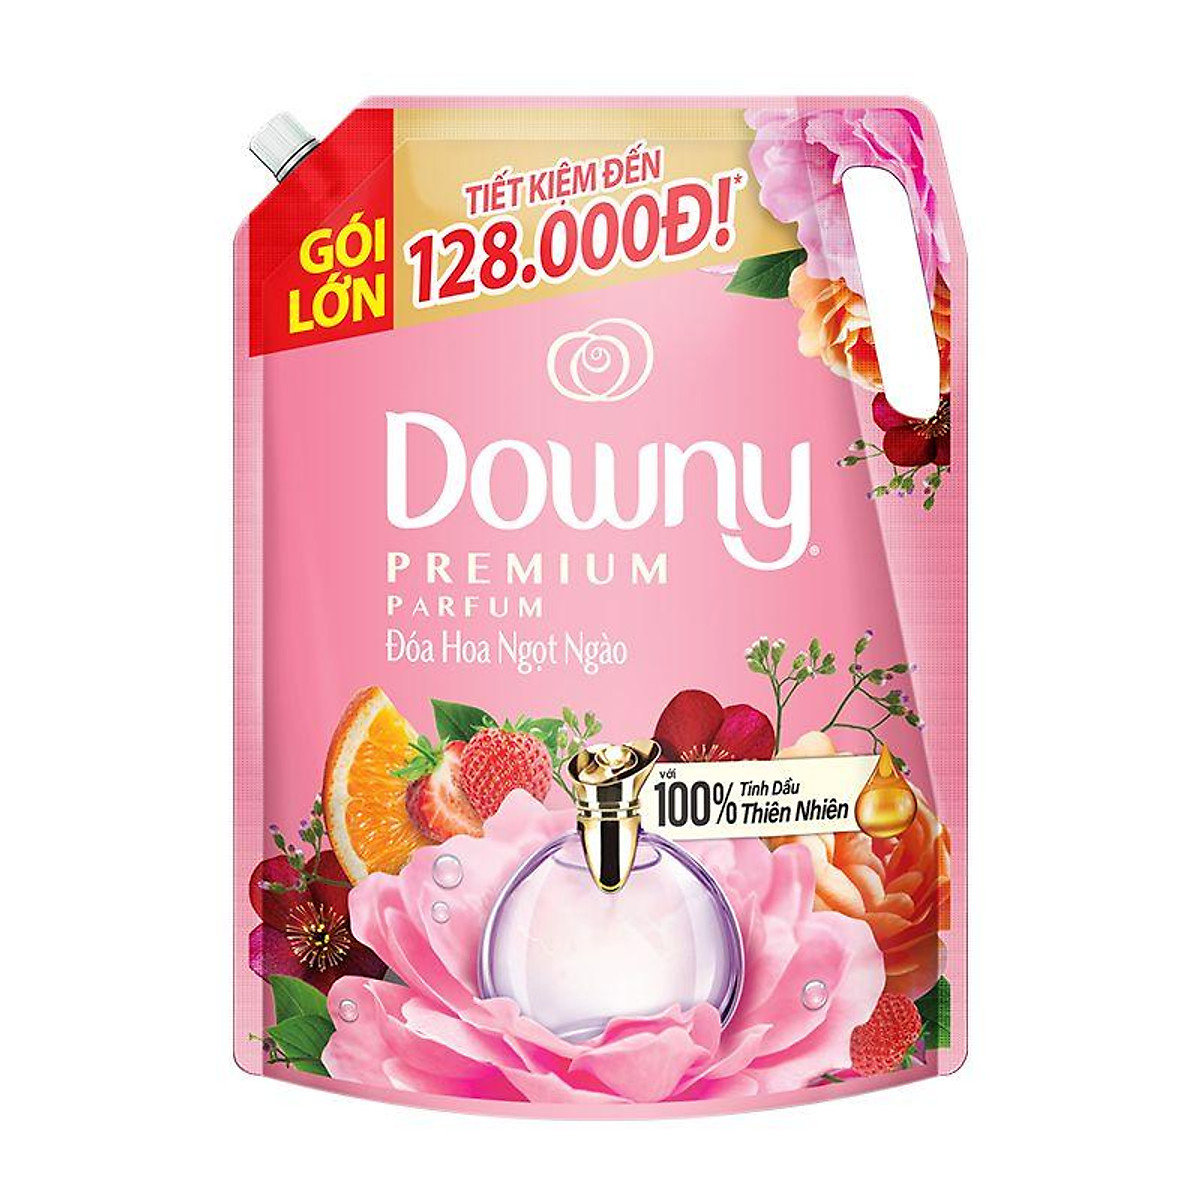 GÓI
LỚN
TIẾT KIỆM ĐẾN
128.000Đ!*
Downy®
PREMIUM
PARFUM
Đóa Hoa Ngọt Ngào
với
100% Tinh Dầu
Thiên Nhiên